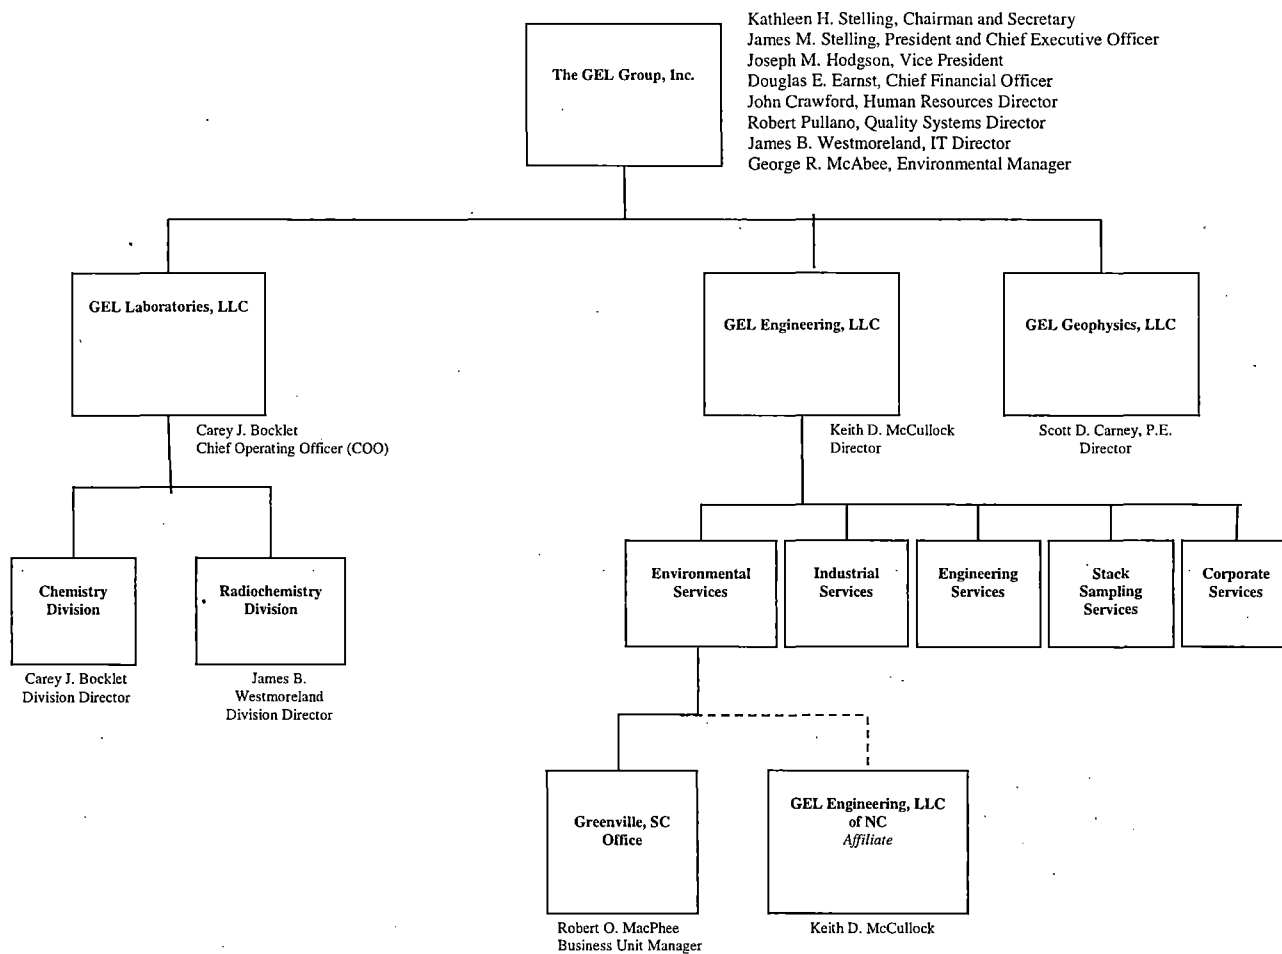 Kathleen H. Stelling, Chairman and Secretary
James M. Stelling, President and Chief Executive Officer
Joseph M. Hodgson, Vice President
Douglas E. Earnst, Chief Financial Officer
John Crawford, Human Resources Director
Robert Pullano, Quality Systems Director
James B. Westmoreland, IT Director
George R. McAbee, Environmental Manager
The GEL Group, Inc.
GEL Laboratories, LLC
GEL Engineering, LLC
GEL Geophysics, LLC
Carey J. Bocklet
Chief Operating Officer (COO)
Keith D. McCullock
Director
Scott D. Carney, P.E.
Director
Chemistry
Division
Radiochemistry
Division
Environmental
Services
Industrial
Services
Engineering
Services
Stack
Sampling
Services
Corporate
Services
Carey J. Bocklet
Division Director
James B.
Westmoreland
Division Director
Greenville, SC
Office
GEL Engineering, LLC
of NC
Affiliate
Robert O. MacPhee
Business Unit Manager
Keith D. McCullock